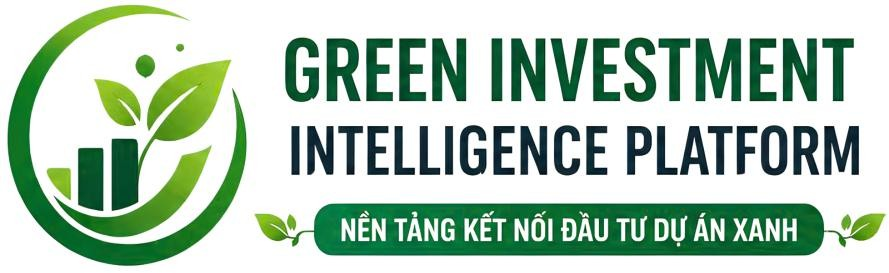 GREEN INVESTMENT
INTELLIGENCE PLATFORM
NỀN TẢNG KẾT NỐI ĐẦU TƯ DỰ ÁN XANH